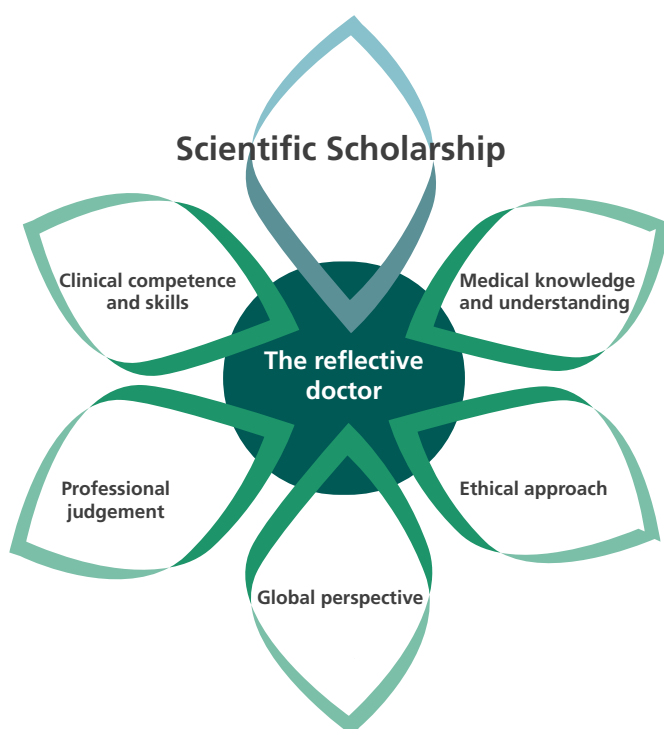 Scientific Scholarship
Clinical competence
and skills
Medical knowledge
and understanding
The reflective
doctor
Professional
judgement
Ethical approach
Global perspective